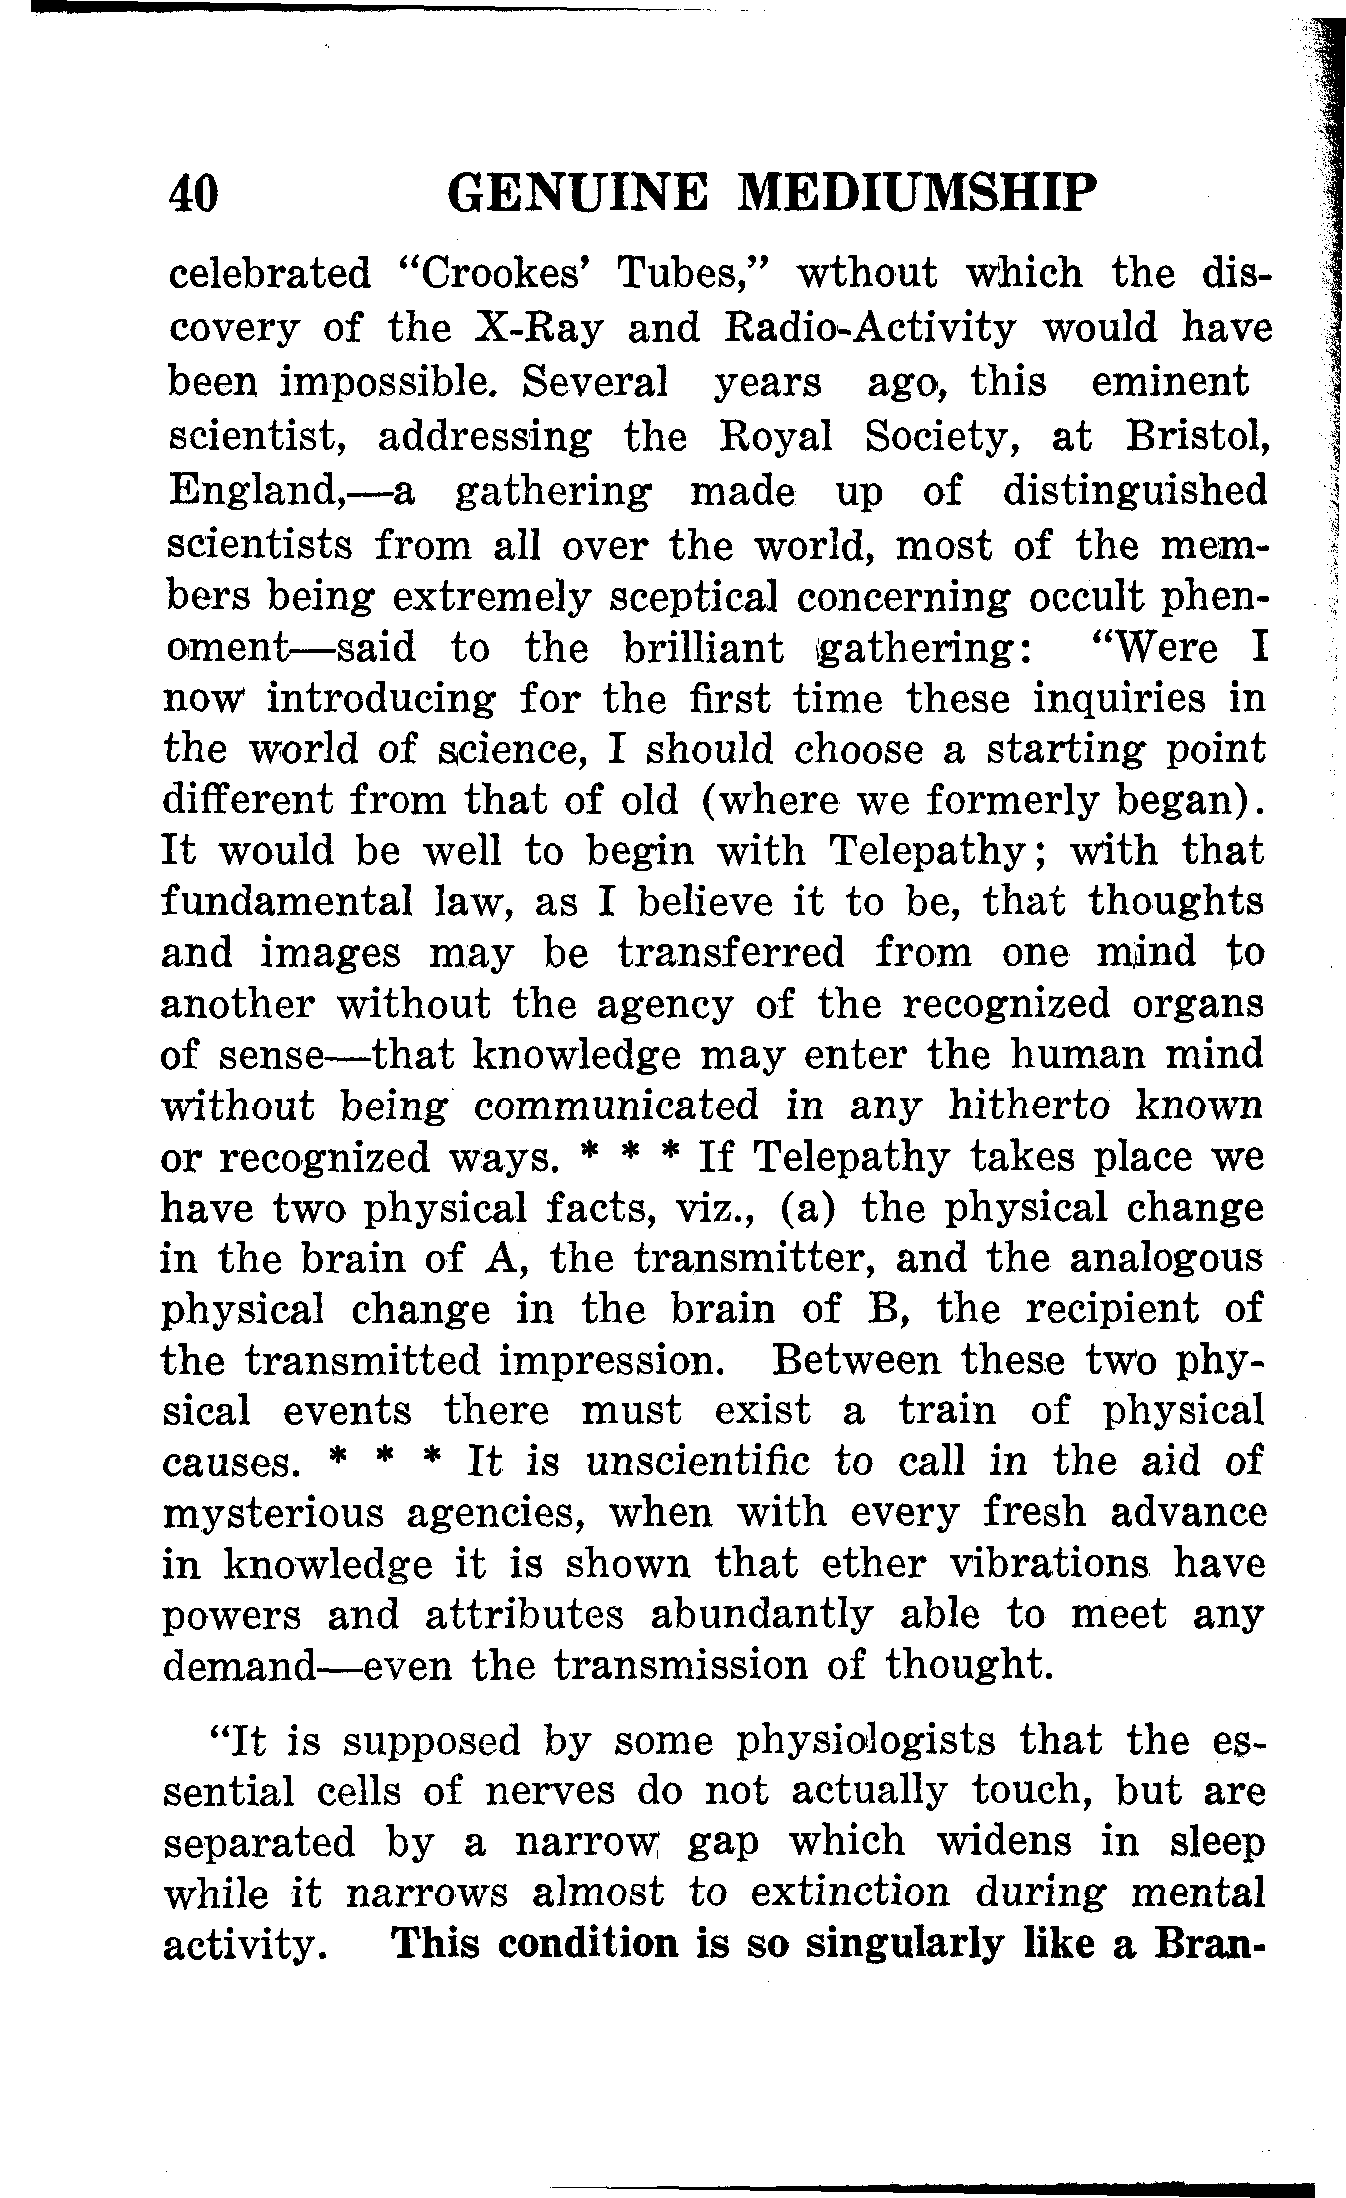 40 GENUINE MEDIUMSHIP
celebrated “Crookes’ Tubes,” wthout which the dis-
covery of the X-Ray and Radio-Activity would have
been impossible. Several years ago, this eminent
scientist, addressing the Royal Society, at Bristol,
England,—a gathering made up of distinguished
scientists from all over the world, most of the mem-
bers being extremely sceptical concerning occult phen-
oment—said to the brilliant gathering: “Were I
now introducing for the first time these inquiries in
the world of science, I should choose a starting point
different from that of old (where we formerly began).
It would be well to begin with Telepathy; with that
fundamental law, as I believe it to be, that thoughts
and images may be transferred from one mind to
another without the agency of the recognized organs
of sense—that knowledge may enter the human mind
without being communicated in any hitherto known
or recognized ways. * * * If Telepathy takes place we
have two physical facts, viz., (a) the physical change
in the brain of A, the transmitter, and the analogous
physical change in the brain of B, the recipient of
the transmitted impression. Between these two phy-
sical events there must exist a train of physical
causes. * * * It is unscientific to call in the aid of
mysterious agencies, when with every fresh advance
in knowledge it is shown that ether vibrations have
powers and attributes abundantly able to meet any
demand—even the transmission of thought.
“It is supposed by some physiologists that the es-
sential cells of nerves do not actually touch, but are
separated by a narrow gap which widens in sleep
while it narrows almost to extinction during mental
activity. This condition is so singularly like a Bran-